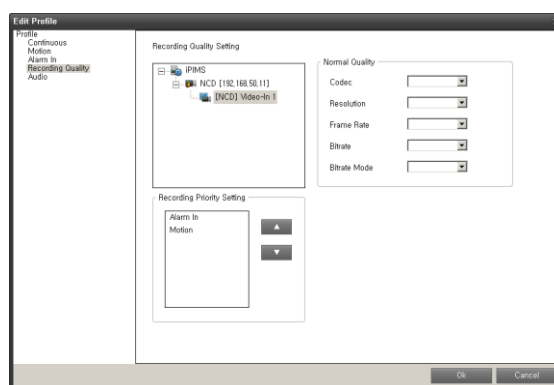 Edit Profile
Profile
Continuous
Motion
Alarm In
Recording Quality
Audio
Recording Quality Setting
iPIMS
NCD [192.168.50.11]
[NCD] Video-In 1
Normal Quality
Codec
Resolution
Frame Rate
Bitrate
Bitrate Mode
Recording Priority Setting
Alarm In
Motion
Ok
Cancel